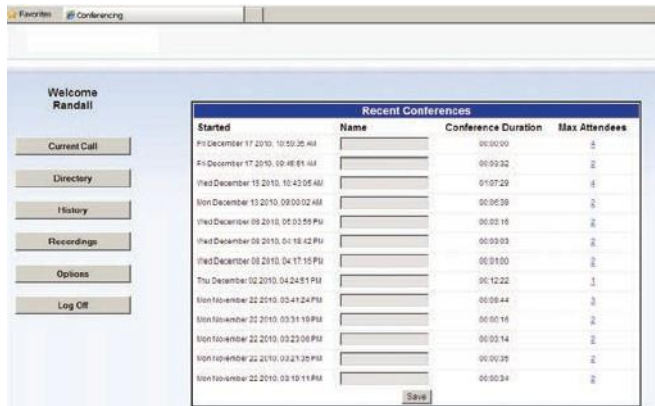 Favorites Conferencing
Welcome
Randall
Current Call
Directory
History
Recordings
Options
Log Off
Recent Conferences
Started Name Conference Duration Max Attendees
Fri December 17 2010, 10:50:35 AM 00:00:00 4
Fri December 17 2010, 09:46:51 AM 00:53:32 2
Wed December 15 2010, 10:43:05 AM 01:07:29 4
Mon December 13 2010, 09:00:02 AM 00:06:39 2
Wed December 08 2010, 05:03:58 PM 00:03:16 2
Wed December 08 2010, 04:18:42 PM 00:03:03 2
Wed December 08 2010, 04:17:15 PM 00:01:00 2
Thu December 02 2010, 04:24:51 PM 00:12:22 1
Mon November 22 2010, 03:41:24 PM 00:08:44 3
Mon November 22 2010, 03:31:19 PM 00:00:16 2
Mon November 22 2010, 03:23:06 PM 00:03:14 2
Mon November 22 2010, 03:21:35 PM 00:00:35 2
Mon November 22 2010, 03:19:11 PM 00:00:34 2
Save